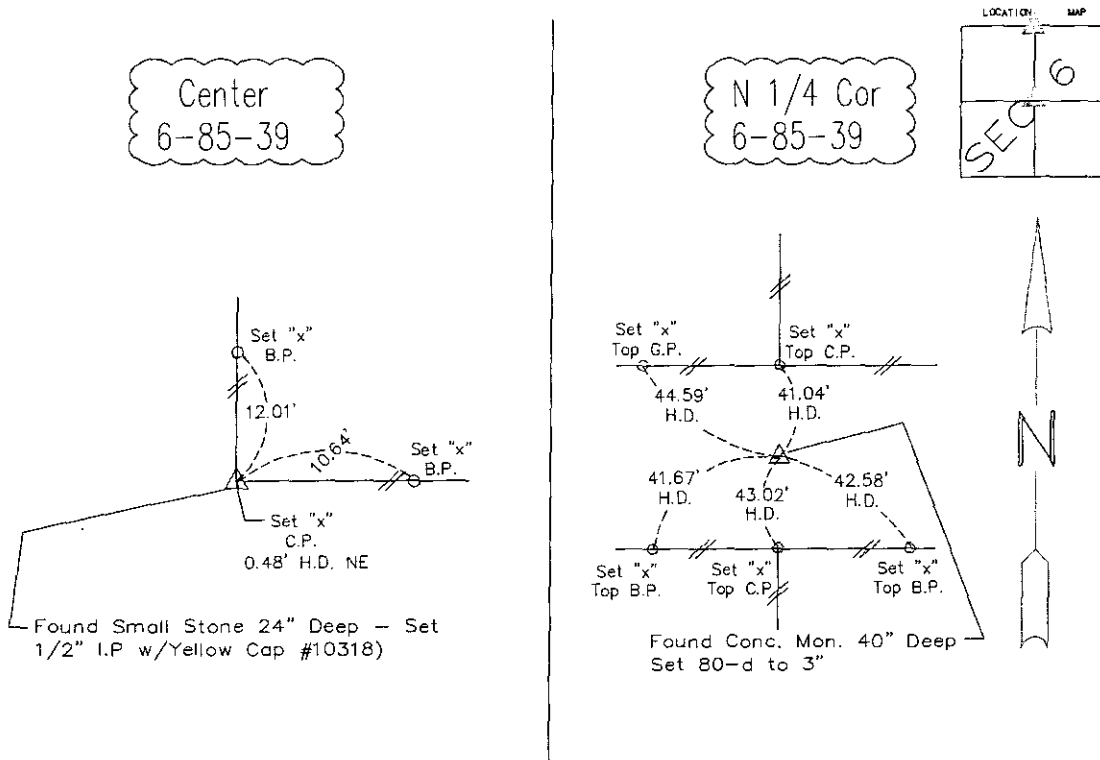 LOCATION MAP
SEC 6
Center
6-85-39
N 1/4 Cor
6-85-39
Set "x"
B.P.
12.01'
10.64'
Set "x"
B.P.
Set "x"
C.P.
0.48' H.D. NE
Found Small Stone 24" Deep – Set
1/2" I.P w/Yellow Cap #10318)
Set "x"
Top G.P.
Set "x"
Top C.P.
44.59'
H.D.
41.04'
H.D.
41.67'
H.D.
43.02'
H.D.
42.58'
H.D.
Set "x"
Top B.P.
Set "x"
Top C.P
Set "x"
Top B.P.
Found Conc. Mon. 40" Deep
Set 80-d to 3"
N